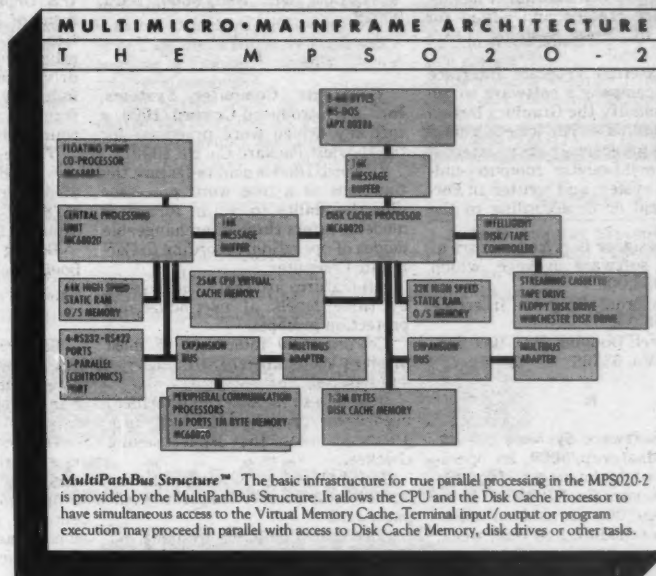 MULTIMICRO•MAINFRAME ARCHITECTURE
THE MPS020-2
MS-DOS
FLOATING POINT
CO-PROCESSOR
MC68881
16K
MESSAGE
BUFFER
CENTRAL PROCESSING
UNIT
MC68020
16K
MESSAGE
BUFFER
DISK CACHE PROCESSOR
MC68020
INTELLIGENT
DISK/TAPE
CONTROLLER
64K HIGH SPEED
STATIC RAM
O/S MEMORY
256K CPU VIRTUAL
CACHE MEMORY
32K HIGH SPEED
STATIC RAM
O/S MEMORY
STREAMING CASSETTE
TAPE DRIVE
FLOPPY DISK DRIVE
WINCHESTER DISK DRIVE
4-RS232-RS422
PORTS
1-PARALLEL
(CENTRONICS)
PORT
EXPANSION
BUS
MULTIBUS
ADAPTER
EXPANSION
BUS
MULTIBUS
ADAPTER
PERIPHERAL COMMUNICATION
PROCESSORS
16 PORTS 1M BYTE MEMORY
MC68020
BYTES
DISK CACHE MEMORY
MultiPathBus Structure™ The basic infrastructure for true parallel processing in the MPS020-2
is provided by the MultiPathBus Structure. It allows the CPU and the Disk Cache Processor to
have simultaneous access to the Virtual Memory Cache. Terminal input/output or program
execution may proceed in parallel with access to Disk Cache Memory, disk drives or other tasks.